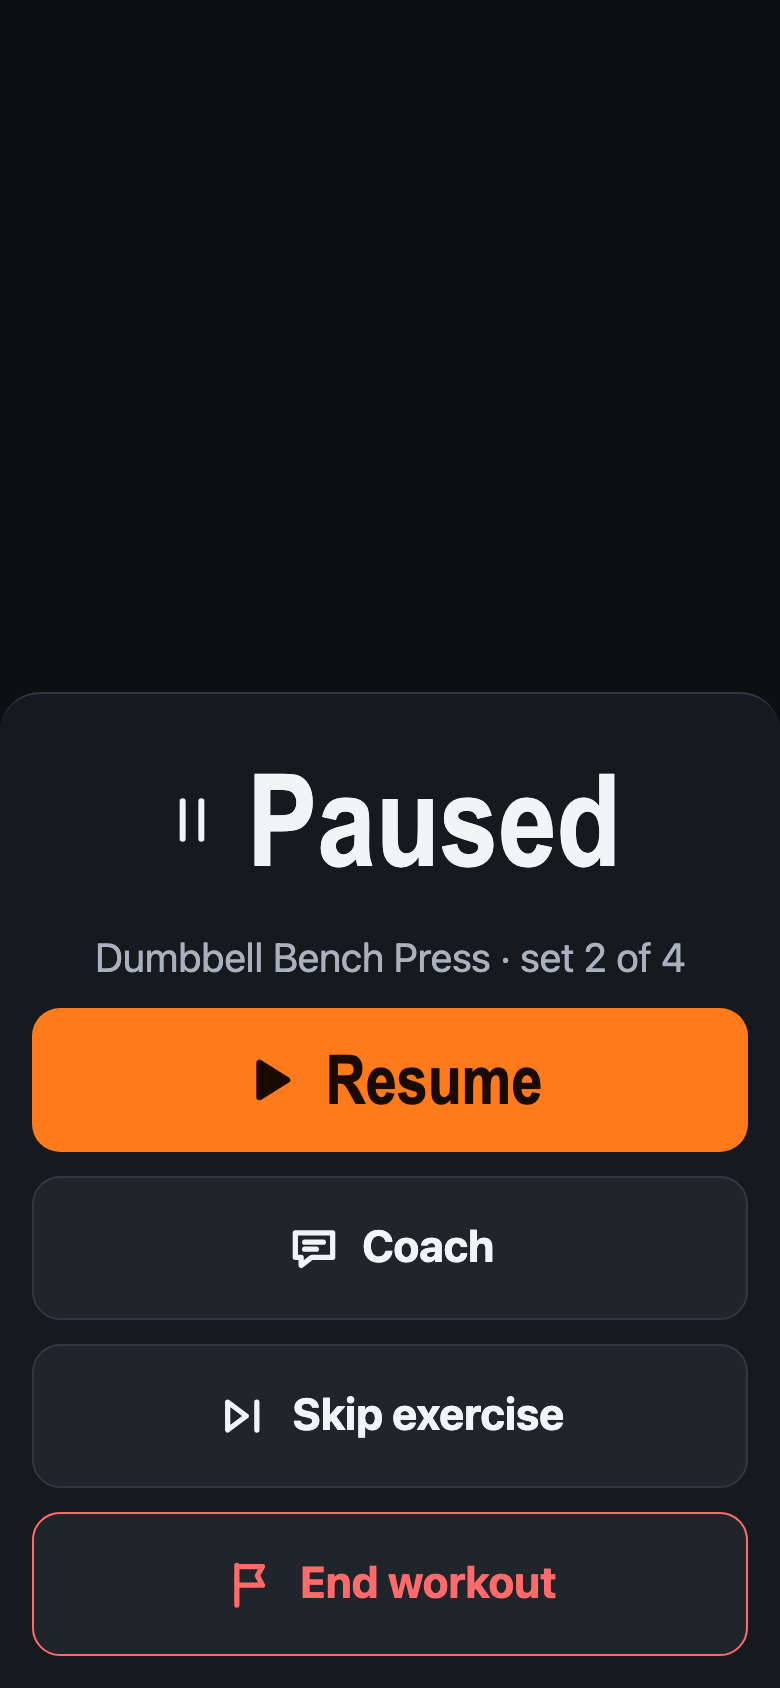 Paused
Dumbbell Bench Press · set 2 of 4
Resume
Coach
Skip exercise
End workout